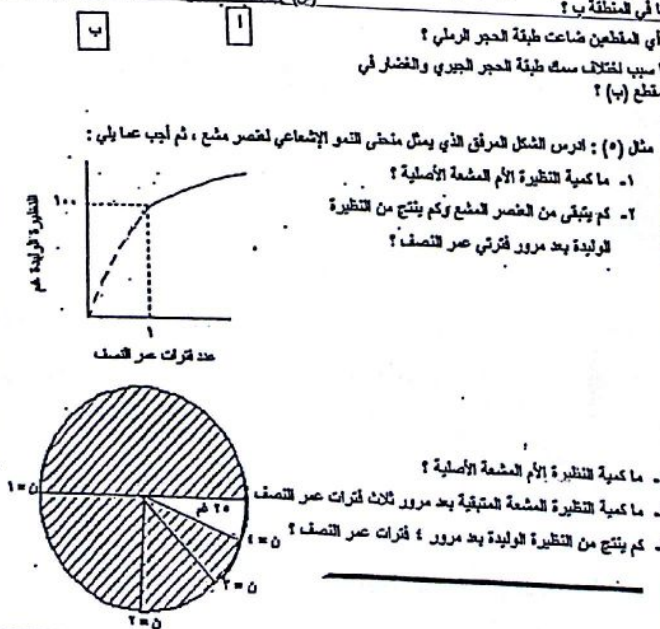 في المنطقة ب ؟
أي المقطعين ضاعت طبقة الحجر الرملي ؟
سبب اختلاف سمك طبقة الحجر الجيري والغضار في
مقطع (ب) ؟
أ
ب
مثال (٥) : ادرس الشكل المرفق الذي يمثل منحنى النمو الإشعاعي لعنصر مشع ، ثم أجب عما يلي :
١- ما كمية النظيرة الأم المشعة الأصلية ؟
٢- كم يتبقى من العنصر المشع وكم ينتج من النظيرة
الوليدة بعد مرور فترتي عمر النصف ؟
النظيرة الوليدة غم
١٠٠
١
عدد فترات عمر النصف
- ما كمية النظيرة الأم المشعة الأصلية ؟
- ما كمية النظيرة المشعة المتبقية بعد مرور ثلاث فترات عمر النصف
- كم ينتج من النظيرة الوليدة بعد مرور ٤ فترات عمر النصف ؟
ن = ١
٢٥ غم
ن = ٤
ن = ٣
ن = ٢